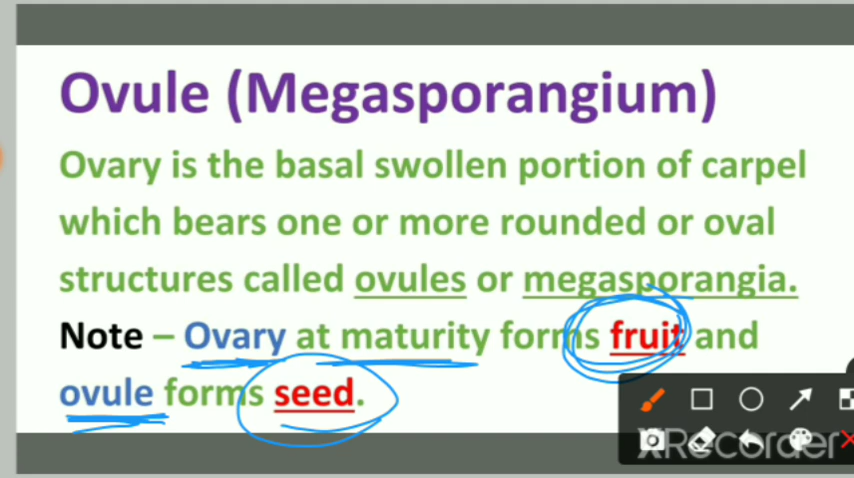 Ovule (Megasporangium)
Ovary is the basal swollen portion of carpel
which bears one or more rounded or oval
structures called ovules or megasporangia.
Note – Ovary at maturity forms fruit and
ovule forms seed.
XRecorder